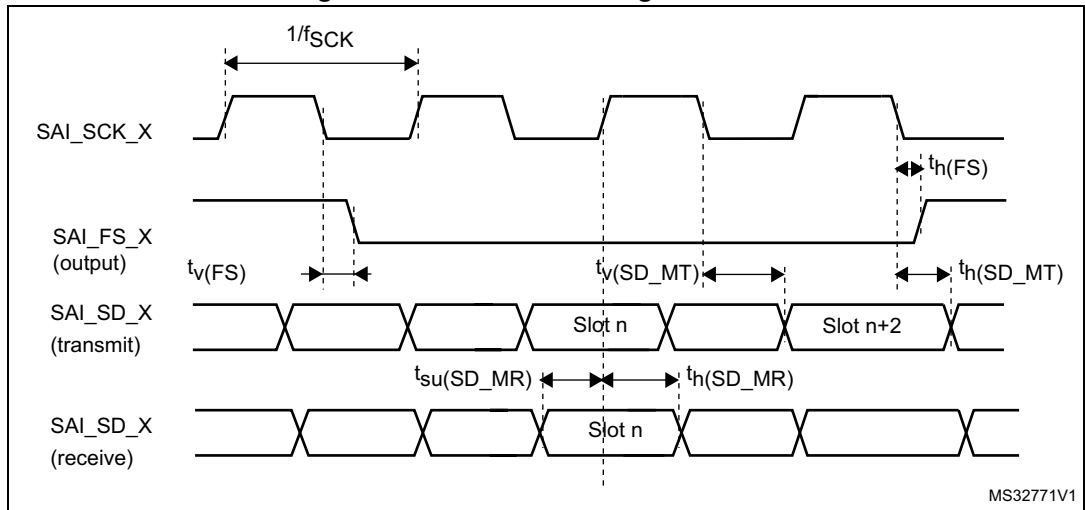 1/fSCK
SAI_SCK_X
th(FS)
SAI_FS_X
(output)
tv(FS)
tv(SD_MT)
th(SD_MT)
SAI_SD_X
(transmit)
Slot n
Slot n+2
tsu(SD_MR)
th(SD_MR)
SAI_SD_X
(receive)
Slot n
MS32771V1